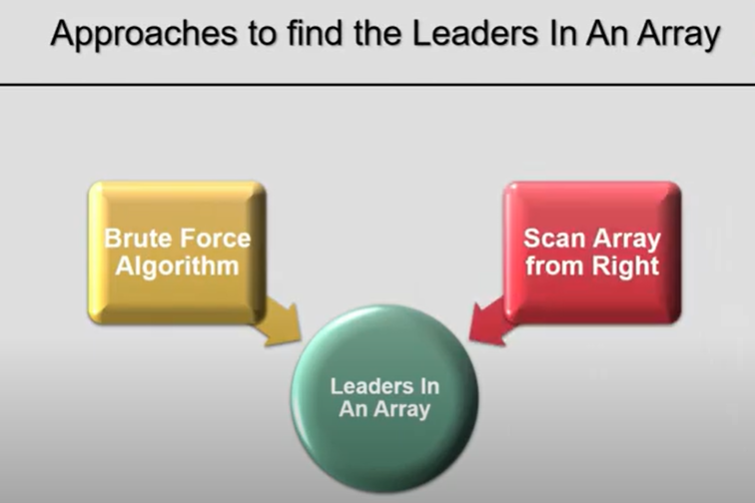 Approaches to find the Leaders In An Array
Brute Force
Algorithm
Scan Array
from Right
Leaders In
An Array